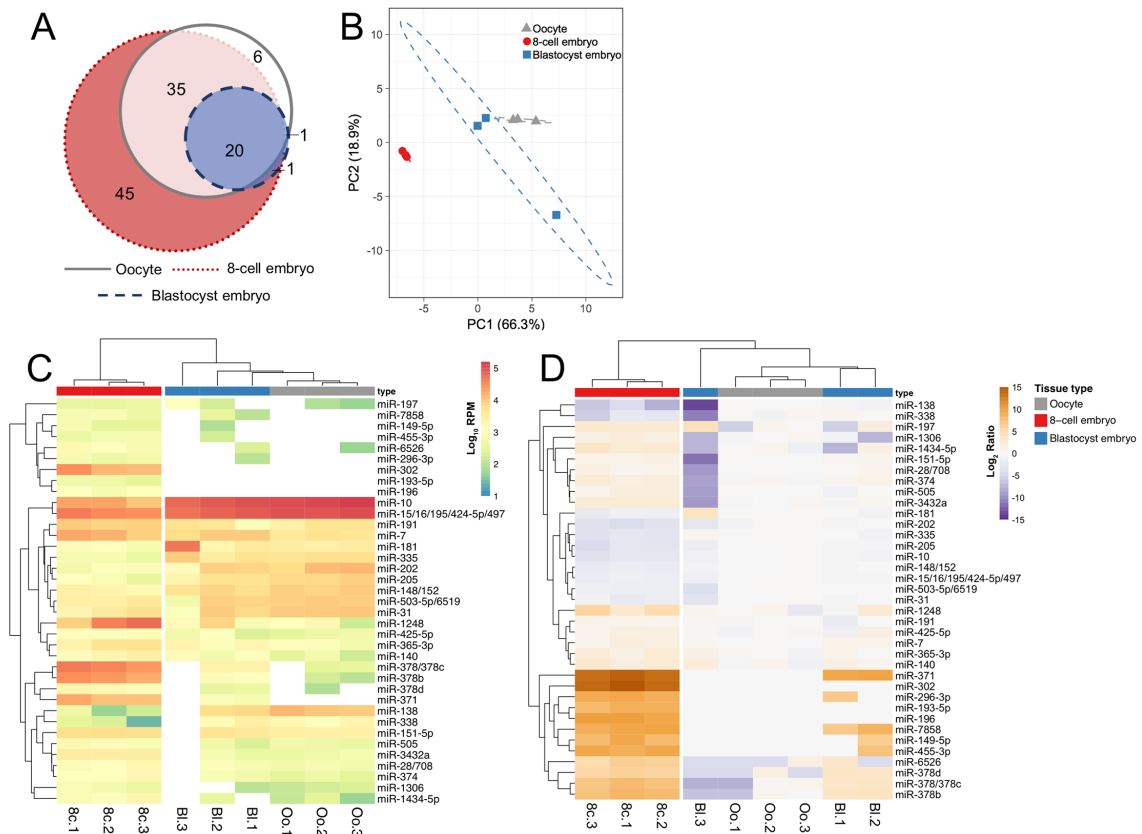 A
6
35
1
20
1
45
Oocyte
8-cell embryo
Blastocyst embryo
B
Oocyte
8-cell embryo
Blastocyst embryo
10
5
0
-5
-10
PC2 (18.9%)
-5
0
5
10
PC1 (66.3%)
C
type
miR-197
miR-7858
miR-149-5p
miR-455-3p
miR-6526
miR-296-3p
miR-302
miR-193-5p
miR-196
miR-10
miR-15/16/195/424-5p/497
miR-191
miR-7
miR-181
miR-335
miR-202
miR-205
miR-148/152
miR-503-5p/6519
miR-31
miR-1248
miR-425-5p
miR-365-3p
miR-140
miR-378/378c
miR-378b
miR-378d
miR-371
miR-138
miR-338
miR-151-5p
miR-505
miR-3432a
miR-28/708
miR-374
miR-1306
miR-1434-5p
8c.1
8c.2
8c.3
Bl.3
Bl.2
Bl.1
Oo.1
Oo.2
Oo.3
Log10 RPM
5
4
3
2
1
D
type
miR-138
miR-338
miR-197
miR-1306
miR-1434-5p
miR-151-5p
miR-28/708
miR-374
miR-505
miR-3432a
miR-181
miR-202
miR-335
miR-205
miR-10
miR-148/152
miR-15/16/195/424-5p/497
miR-503-5p/6519
miR-31
miR-1248
miR-191
miR-425-5p
miR-7
miR-365-3p
miR-140
miR-371
miR-302
miR-296-3p
miR-193-5p
miR-196
miR-7858
miR-149-5p
miR-455-3p
miR-6526
miR-378d
miR-378/378c
miR-378b
8c.3
8c.1
8c.2
Bl.3
Oo.1
Oo.2
Oo.3
Bl.1
Bl.2
Log2 Ratio
15
10
5
0
-5
-10
-15
Tissue type
Oocyte
8-cell embryo
Blastocyst embryo